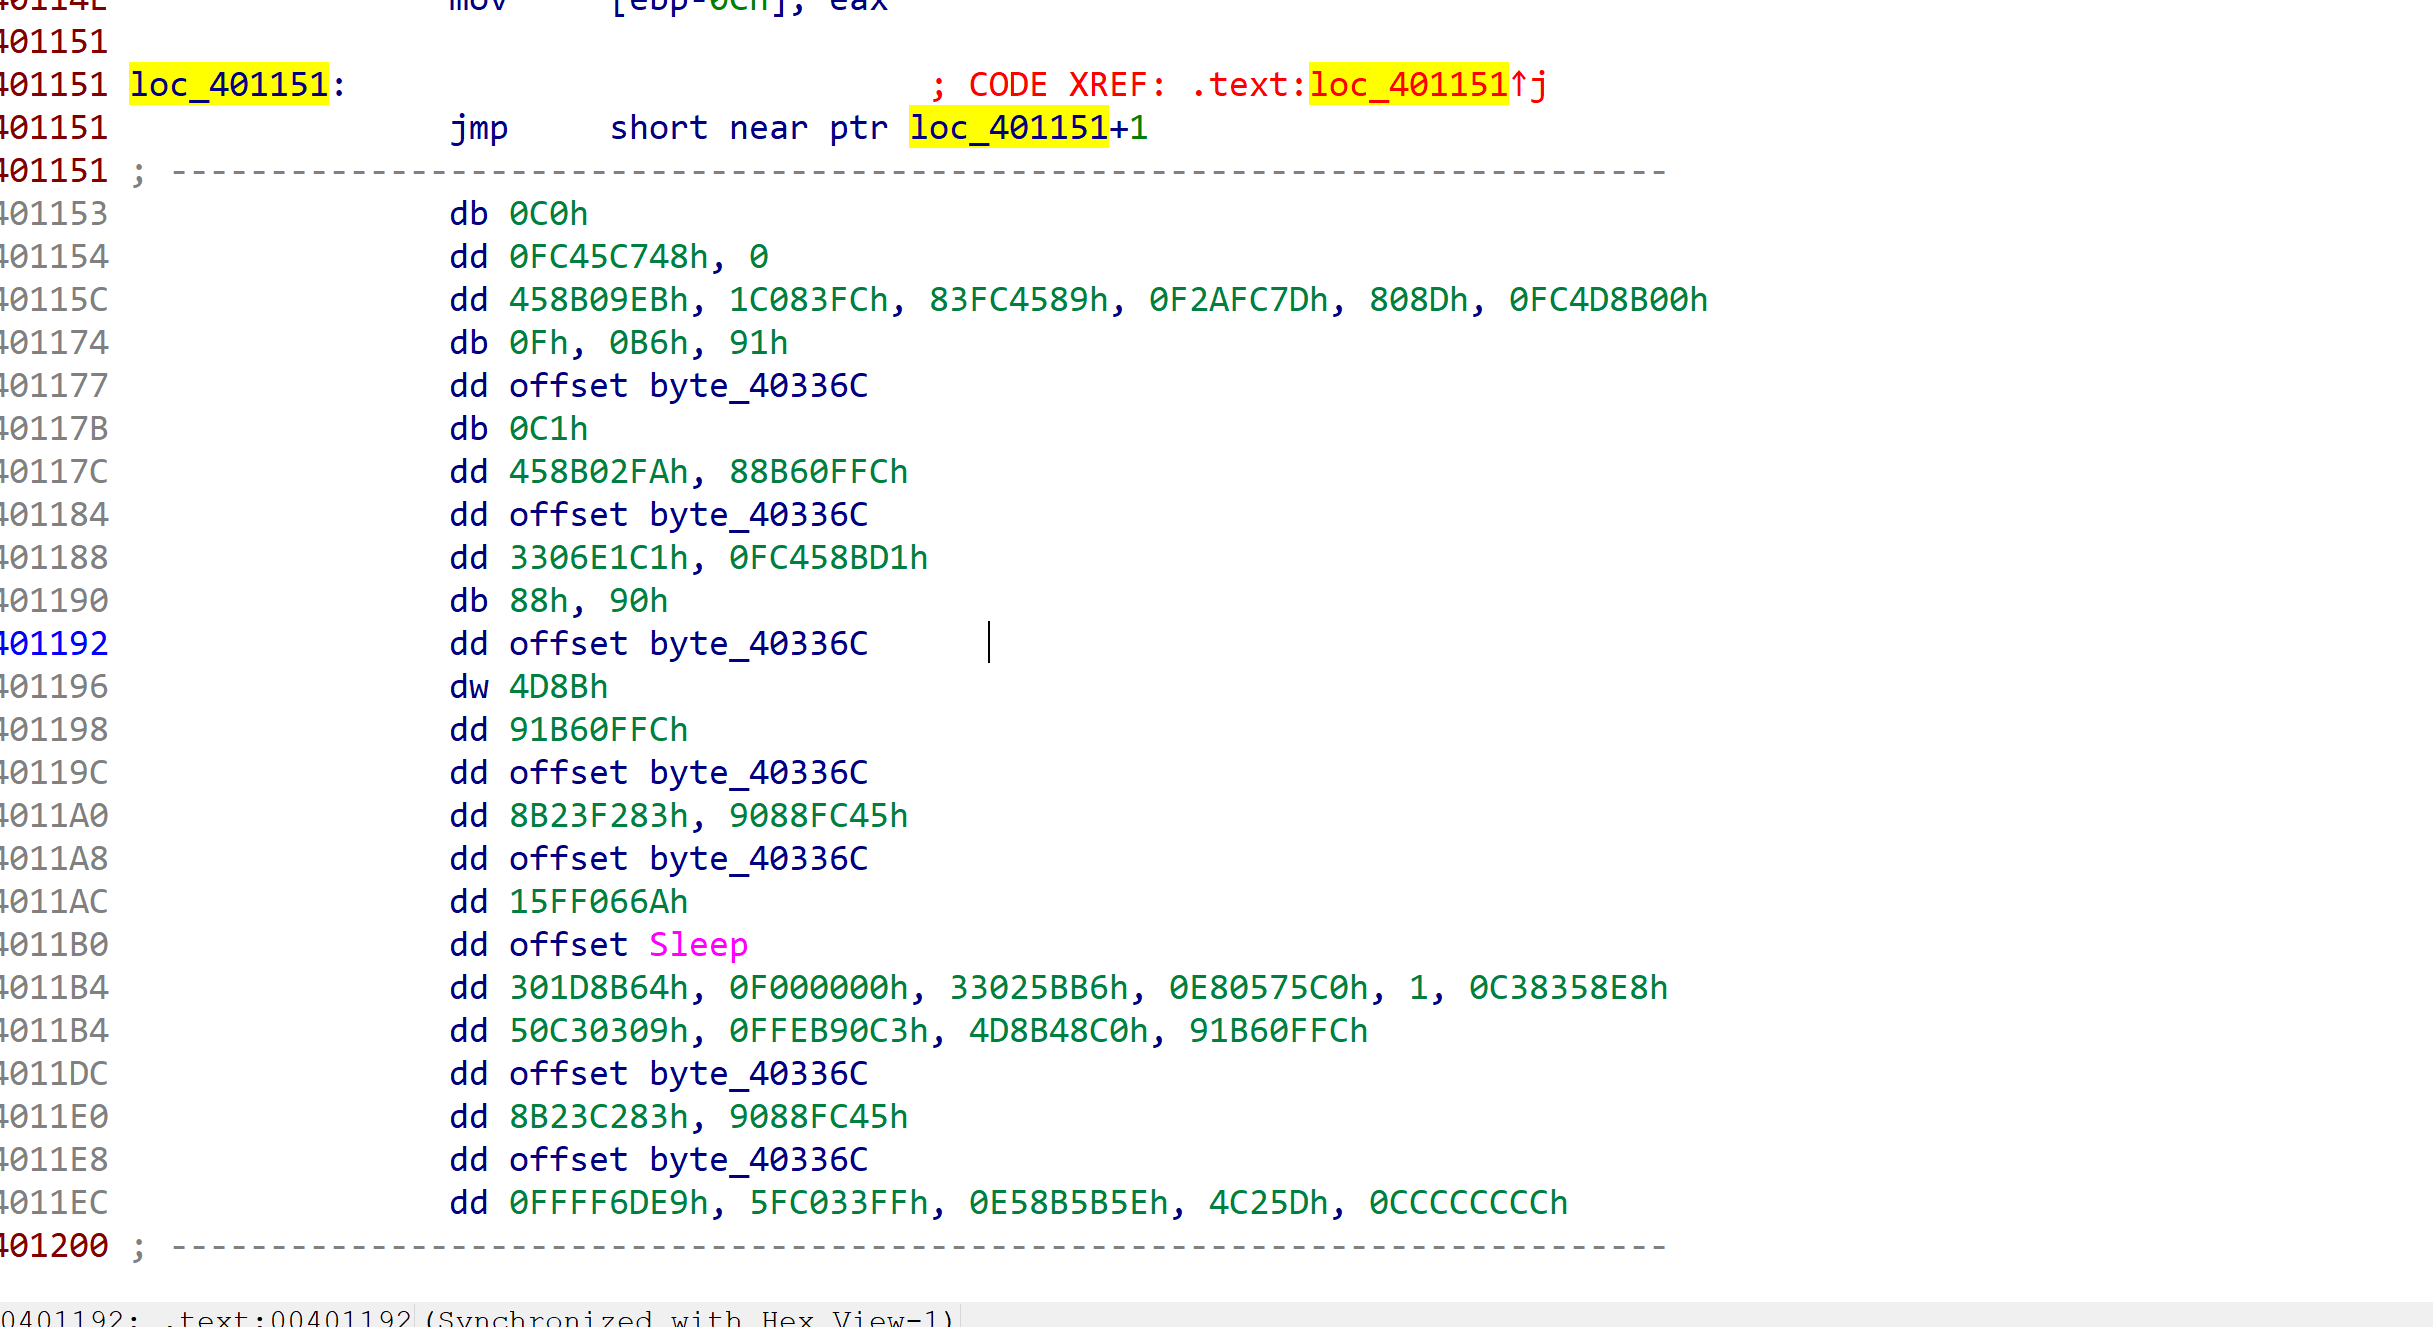 40114E mov [ebp-0Ch], eax
401151
401151 loc_401151: ; CODE XREF: .text:loc_401151↑j
401151 jmp short near ptr loc_401151+1
401151 ; ---------------------------------------------------------------------------
401153 db 0C0h
401154 dd 0FC45C748h, 0
40115C dd 458B09EBh, 1C083FCh, 83FC4589h, 0F2AFC7Dh, 808Dh, 0FC4D8B00h
401174 db 0Fh, 0B6h, 91h
401177 dd offset byte_40336C
40117B db 0C1h
40117C dd 458B02FAh, 88B60FFCh
401184 dd offset byte_40336C
401188 dd 3306E1C1h, 0FC458BD1h
401190 db 88h, 90h
401192 dd offset byte_40336C
401196 dw 4D8Bh
401198 dd 91B60FFCh
40119C dd offset byte_40336C
4011A0 dd 8B23F283h, 9088FC45h
4011A8 dd offset byte_40336C
4011AC dd 15FF066Ah
4011B0 dd offset Sleep
4011B4 dd 301D8B64h, 0F000000h, 33025BB6h, 0E80575C0h, 1, 0C38358E8h
4011B4 dd 50C30309h, 0FFEB90C3h, 4D8B48C0h, 91B60FFCh
4011DC dd offset byte_40336C
4011E0 dd 8B23C283h, 9088FC45h
4011E8 dd offset byte_40336C
4011EC dd 0FFFF6DE9h, 5FC033FFh, 0E58B5B5Eh, 4C25Dh, 0CCCCCCCCh
401200 ; ---------------------------------------------------------------------------
0401192: .text:00401192 (Synchronized with Hex View-1)